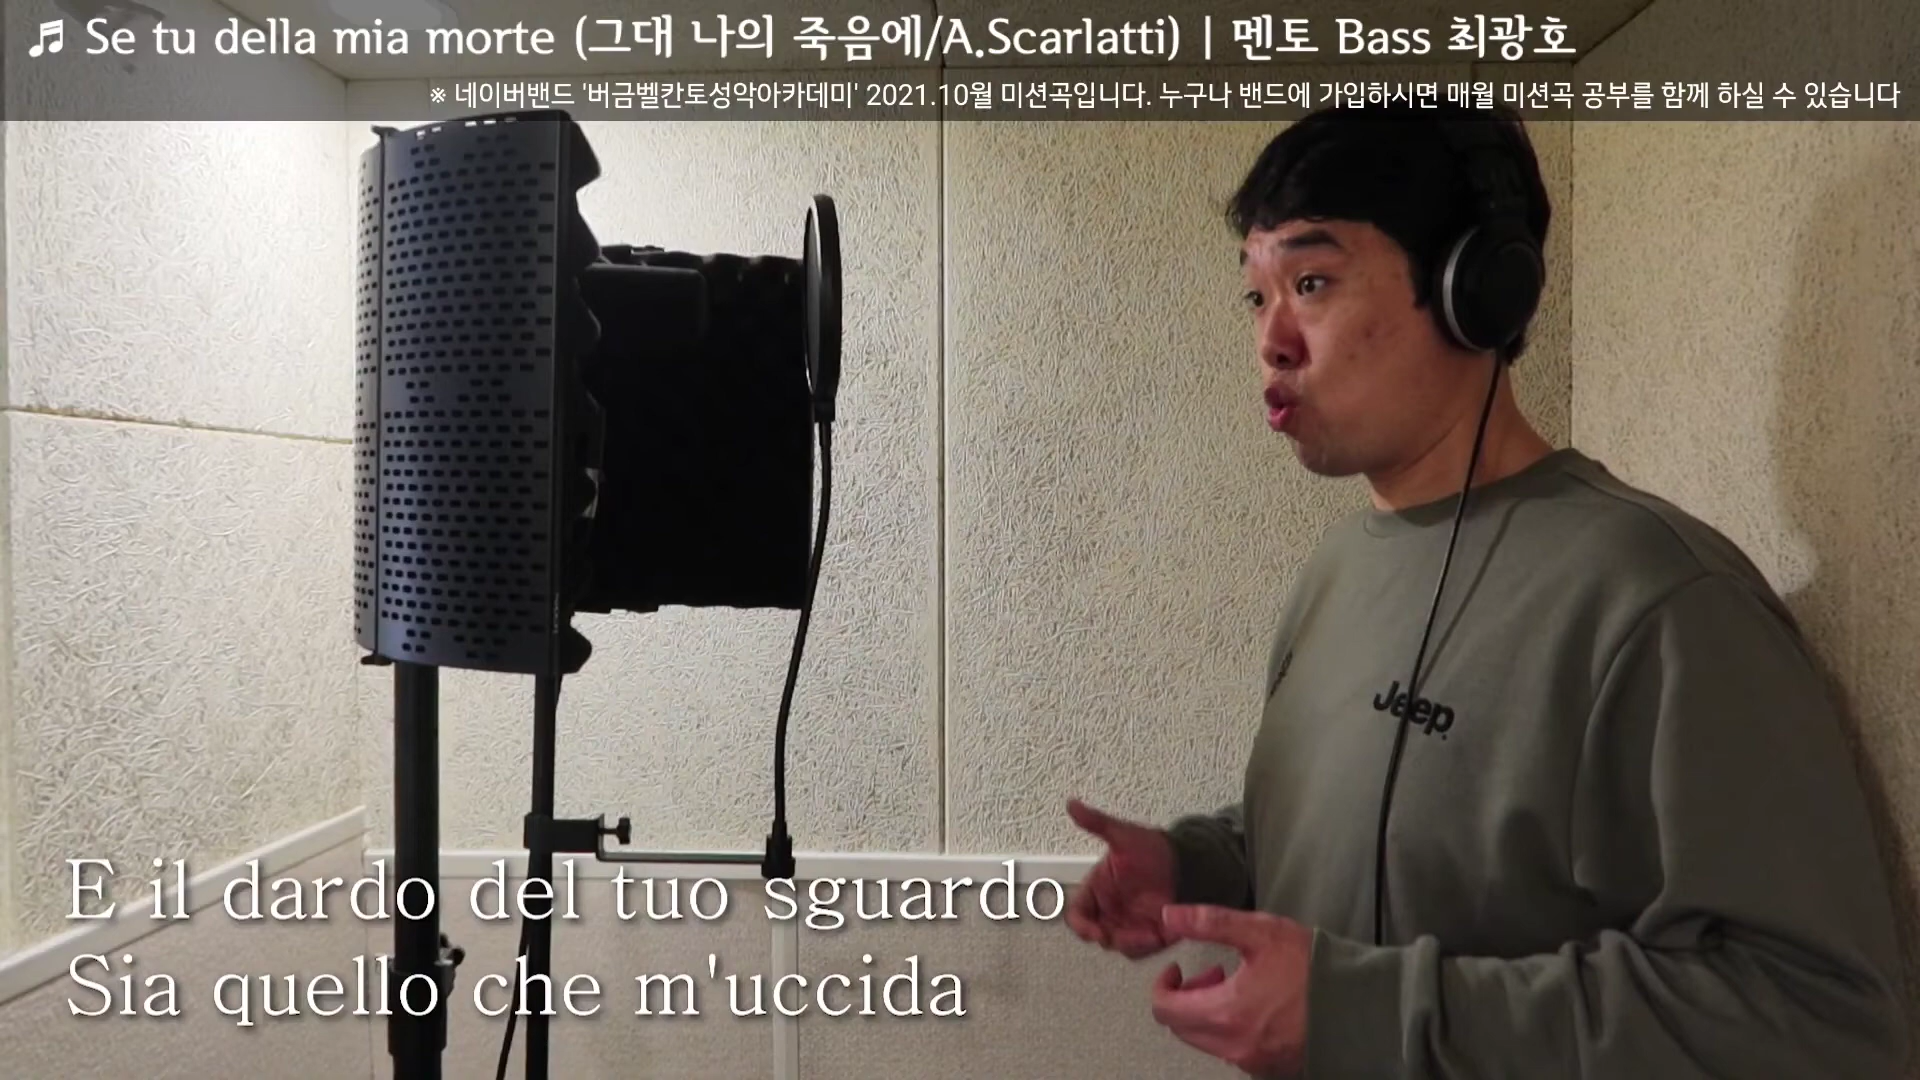 ♬ Se tu della mia morte (그대 나의 죽음에/A.Scarlatti) | 멘토 Bass 최광호
※ 네이버밴드 '버금벨칸토성악아카데미' 2021.10월 미션곡입니다. 누구나 밴드에 가입하시면 매월 미션곡 공부를 함께 하실 수 있습니다
Jeep.
E il dardo del tuo sguardo
Sia quello che m'uccida